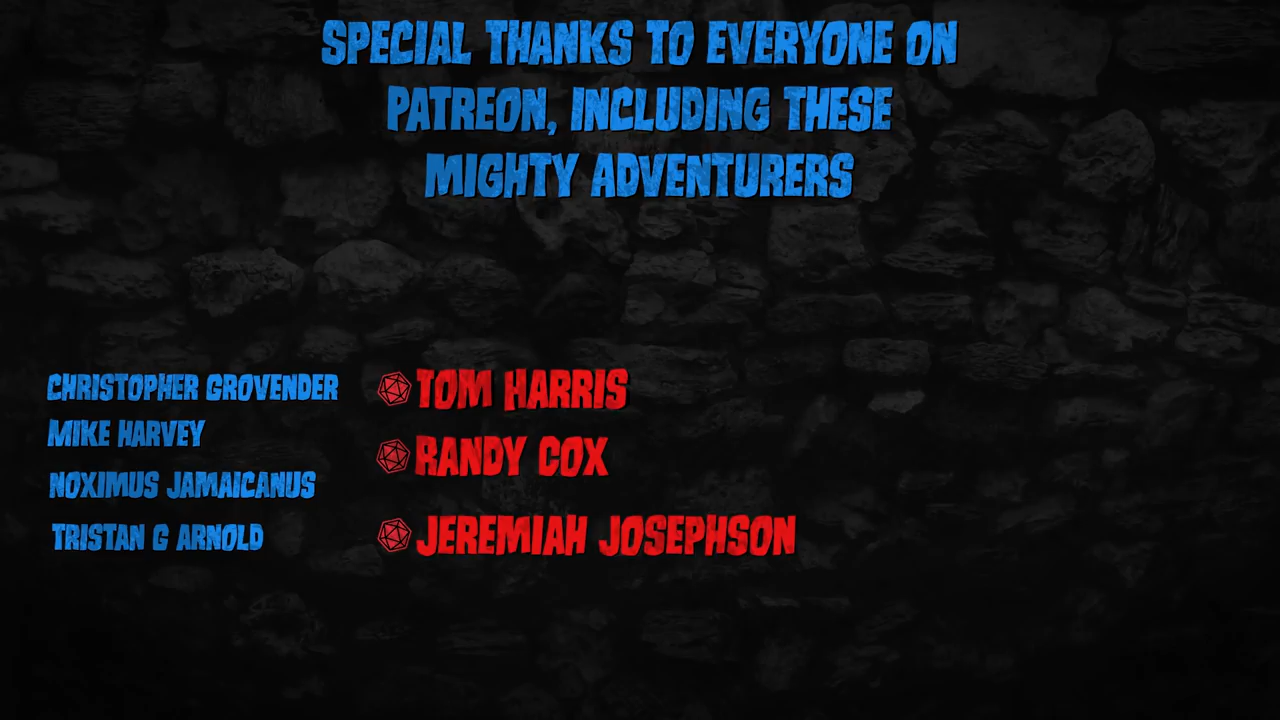 SPECIAL THANKS TO EVERYONE ON
PATREON, INCLUDING THESE
MIGHTY ADVENTURERS
CHRISTOPHER GROVENDER
MIKE HARVEY
NOXIMUS JAMAICANUS
TRISTAN G ARNOLD
TOM HARRIS
RANDY COX
JEREMIAH JOSEPHSON